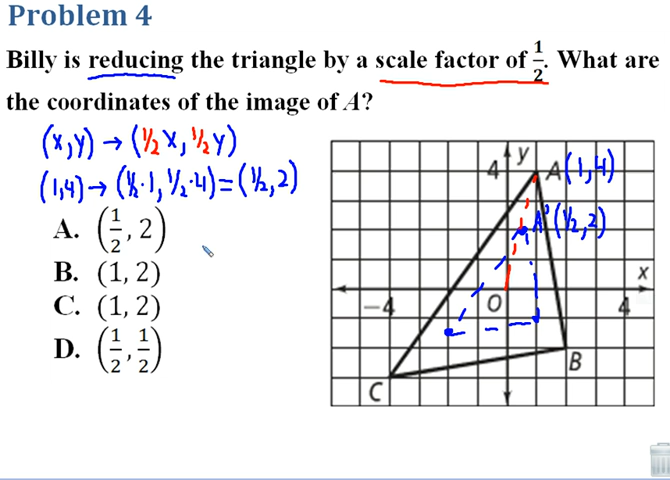 Problem 4
Billy is reducing the triangle by a scale factor of 1/2. What are
the coordinates of the image of A?
(x,y) → (1/2 x, 1/2 y)
(1,4) → (1/2·1, 1/2·4) = (1/2, 2)
A. (1/2, 2)
B. (1, 2)
C. (1, 2)
D. (1/2, 1/2)
y
4 A(1,4)
A'(1/2, 2)
x
-4 O 4
B
C